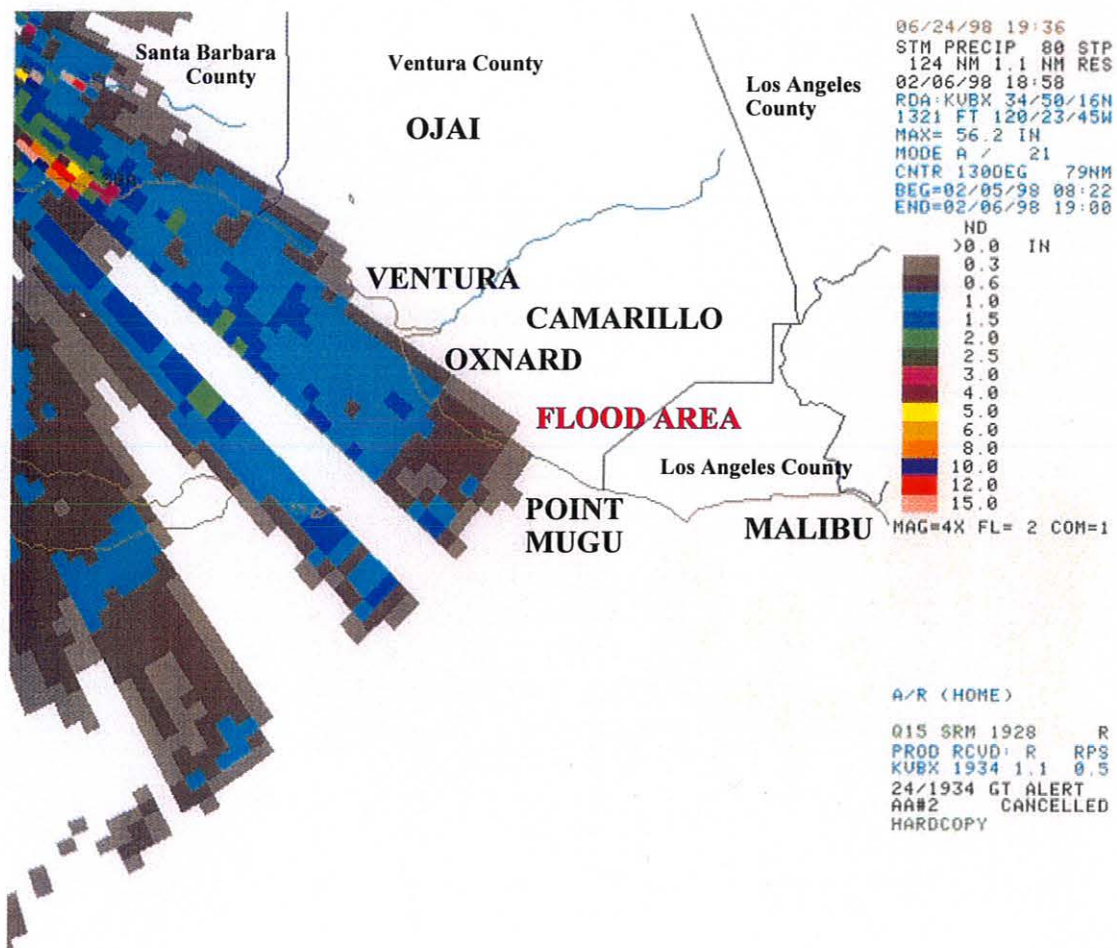 Santa Barbara
County
Ventura County
Los Angeles
County
OJAI
VENTURA
CAMARILLO
OXNARD
FLOOD AREA
Los Angeles County
POINT
MUGU
MALIBU
06/24/98 19:36
STM PRECIP 80 STP
124 NM 1.1 NM RES
02/06/98 18:58
RDA:KVBX 34/50/16N
1321 FT 120/23/45W
MAX= 56.2 IN
MODE A / 21
CNTR 130DEG 79NM
BEG=02/05/98 08:22
END=02/06/98 19:00
ND
>0.0 IN
0.3
0.6
1.0
1.5
2.0
2.5
3.0
4.0
5.0
6.0
8.0
10.0
12.0
15.0
MAG=4X FL= 2 COM=1
A/R (HOME)
Q15 SRM 1928 R
PROD RCVD: R RPS
KVBX 1934 1.1 0.5
24/1934 GT ALERT
AA#2 CANCELLED
HARDCOPY